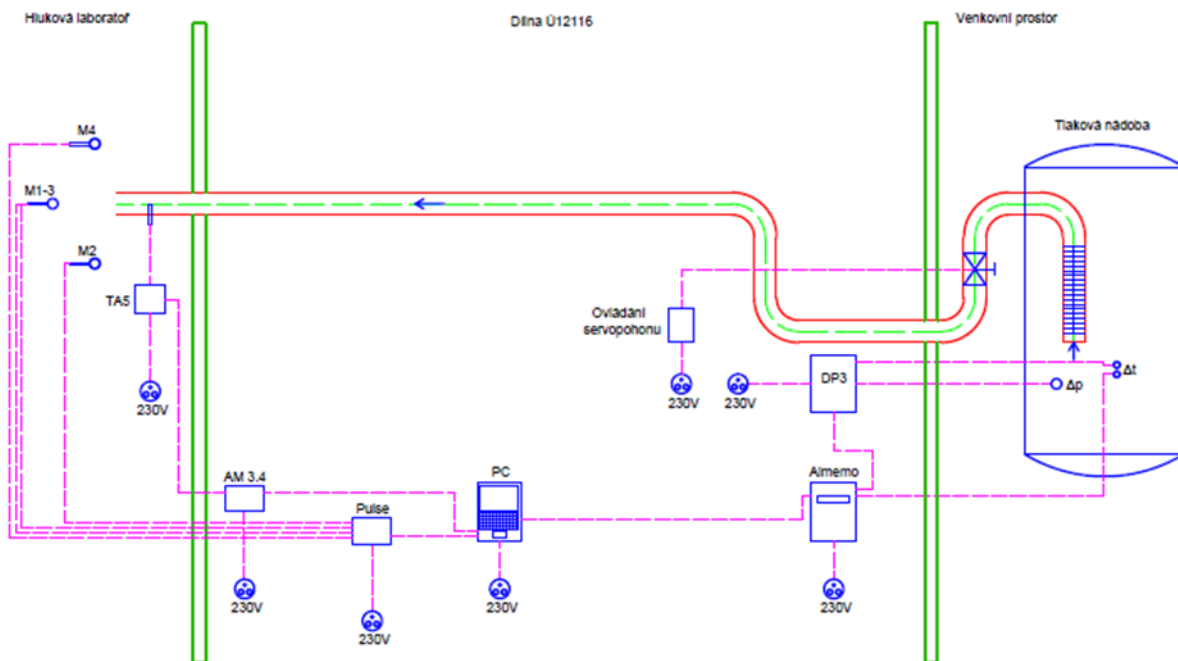 Hluková laboratoř
Dílna Ú12116
Venkovní prostor
M4
Tlaková nádoba
M1-3
M2
TA5
Ovládání
servopohonu
DP3
Δt
Δp
230V
230V
230V
AM 3.4
PC
Almemo
Pulse
230V
230V
230V
230V